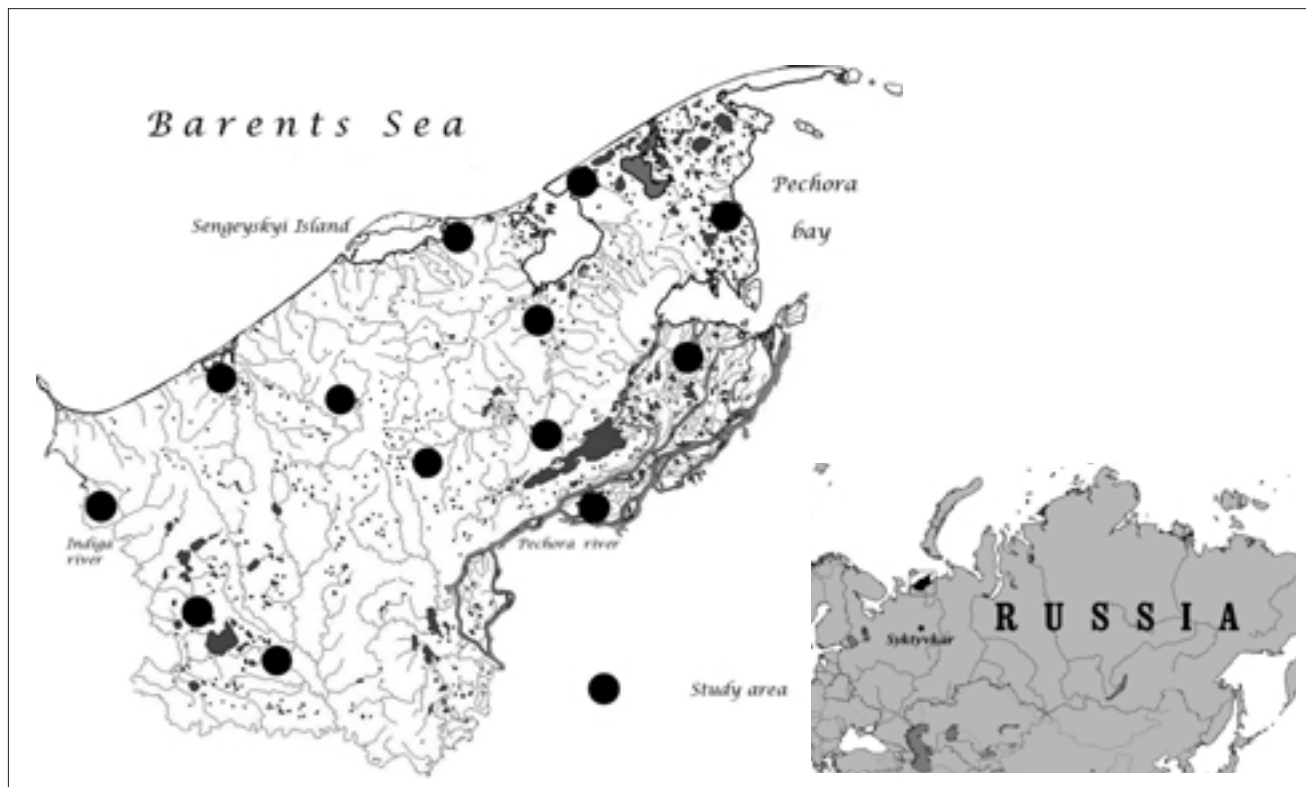 Barents Sea
Pechora
bay
Sengeyskyi Island
Indiga
river
Pechora river
Study area
RUSSIA
Syktyvkar